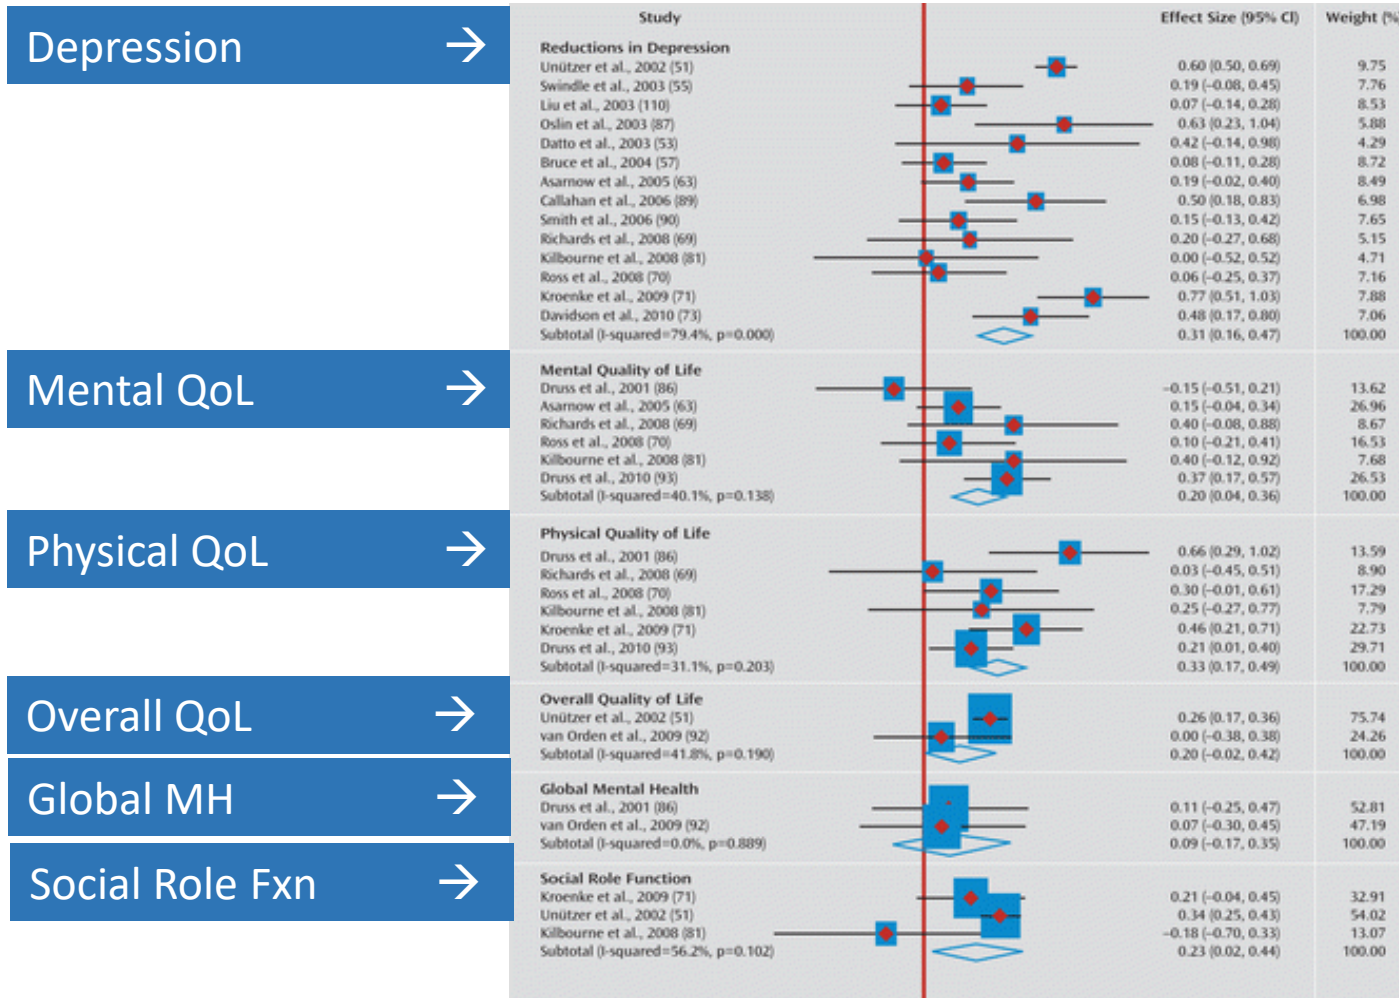 Study Effect Size (95% CI) Weight (%
Depression →
Reductions in Depression
Unützer et al., 2002 (51) 0.60 (0.50, 0.69) 9.75
Swindle et al., 2003 (55) 0.19 (−0.08, 0.45) 7.76
Liu et al., 2003 (110) 0.07 (−0.14, 0.28) 8.53
Oslin et al., 2003 (87) 0.63 (0.23, 1.04) 5.88
Datto et al., 2003 (53) 0.42 (−0.14, 0.98) 4.29
Bruce et al., 2004 (57) 0.08 (−0.11, 0.28) 8.72
Asarnow et al., 2005 (63) 0.19 (−0.02, 0.40) 8.49
Callahan et al., 2006 (89) 0.50 (0.18, 0.83) 6.98
Smith et al., 2006 (90) 0.15 (−0.13, 0.42) 7.65
Richards et al., 2008 (69) 0.20 (−0.27, 0.68) 5.15
Kilbourne et al., 2008 (81) 0.00 (−0.52, 0.52) 4.71
Ross et al., 2008 (70) 0.06 (−0.25, 0.37) 7.16
Kroenke et al., 2009 (71) 0.77 (0.51, 1.03) 7.88
Davidson et al., 2010 (73) 0.48 (0.17, 0.80) 7.06
Subtotal (I-squared=79.4%, p=0.000) 0.31 (0.16, 0.47) 100.00
Mental QoL →
Mental Quality of Life
Druss et al., 2001 (86) −0.15 (−0.51, 0.21) 13.62
Asarnow et al., 2005 (63) 0.15 (−0.04, 0.34) 26.96
Richards et al., 2008 (69) 0.40 (−0.08, 0.88) 8.67
Ross et al., 2008 (70) 0.10 (−0.21, 0.41) 16.53
Kilbourne et al., 2008 (81) 0.40 (−0.12, 0.92) 7.68
Druss et al., 2010 (93) 0.37 (0.17, 0.57) 26.53
Subtotal (I-squared=40.1%, p=0.138) 0.20 (0.04, 0.36) 100.00
Physical QoL →
Physical Quality of Life
Druss et al., 2001 (86) 0.66 (0.29, 1.02) 13.59
Richards et al., 2008 (69) 0.03 (−0.45, 0.51) 8.90
Ross et al., 2008 (70) 0.30 (−0.01, 0.61) 17.29
Kilbourne et al., 2008 (81) 0.25 (−0.27, 0.77) 7.79
Kroenke et al., 2009 (71) 0.46 (0.21, 0.71) 22.73
Druss et al., 2010 (93) 0.21 (0.01, 0.40) 29.71
Subtotal (I-squared=31.1%, p=0.203) 0.33 (0.17, 0.49) 100.00
Overall QoL →
Overall Quality of Life
Unützer et al., 2002 (51) 0.26 (0.17, 0.36) 75.74
van Orden et al., 2009 (92) 0.00 (−0.38, 0.38) 24.26
Subtotal (I-squared=41.8%, p=0.190) 0.20 (−0.02, 0.42) 100.00
Global MH →
Global Mental Health
Druss et al., 2001 (86) 0.11 (−0.25, 0.47) 52.81
van Orden et al., 2009 (92) 0.07 (−0.30, 0.45) 47.19
Subtotal (I-squared=0.0%, p=0.889) 0.09 (−0.17, 0.35) 100.00
Social Role Fxn →
Social Role Function
Kroenke et al., 2009 (71) 0.21 (−0.04, 0.45) 32.91
Unützer et al., 2002 (51) 0.34 (0.25, 0.43) 54.02
Kilbourne et al., 2008 (81) −0.18 (−0.70, 0.33) 13.07
Subtotal (I-squared=56.2%, p=0.102) 0.23 (0.02, 0.44) 100.00